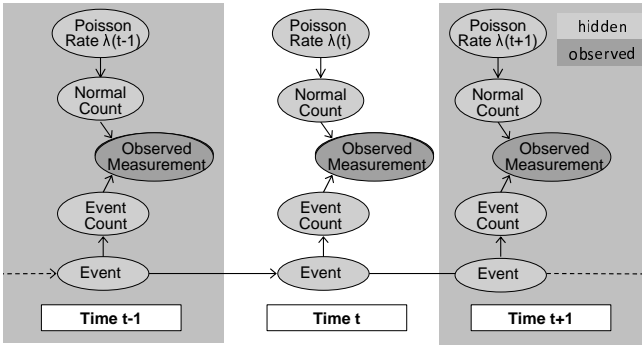 Poisson
Rate λ(t-1)
Normal
Count
Observed
Measurement
Event
Count
Event
Time t-1
Poisson
Rate λ(t)
Normal
Count
Observed
Measurement
Event
Count
Event
Time t
Poisson
Rate λ(t+1)
Normal
Count
Observed
Measurement
Event
Count
Event
Time t+1
hidden
observed